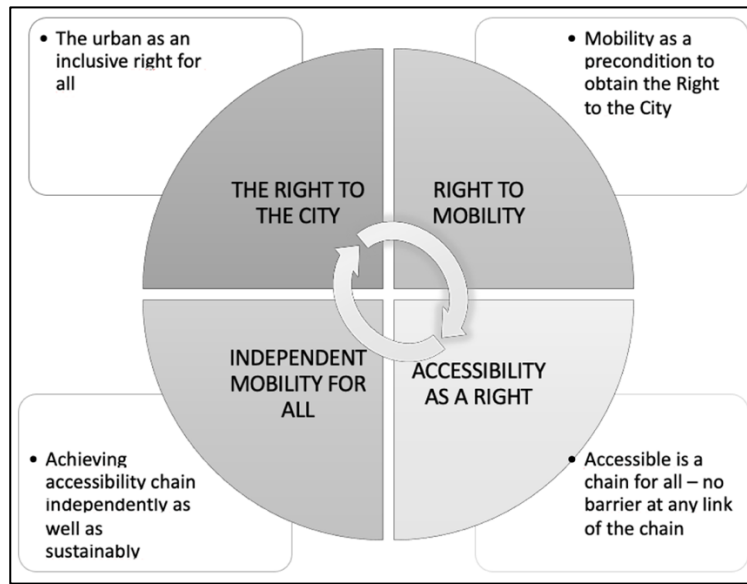 • The urban as an
inclusive right for
all
• Mobility as a
precondition to
obtain the Right
to the City
THE RIGHT TO
THE CITY
RIGHT TO
MOBILITY
INDEPENDENT
MOBILITY FOR
ALL
ACCESSIBILITY
AS A RIGHT
• Achieving
accessibility chain
independently as
well as
sustainably
• Accessible is a
chain for all – no
barrier at any link
of the chain